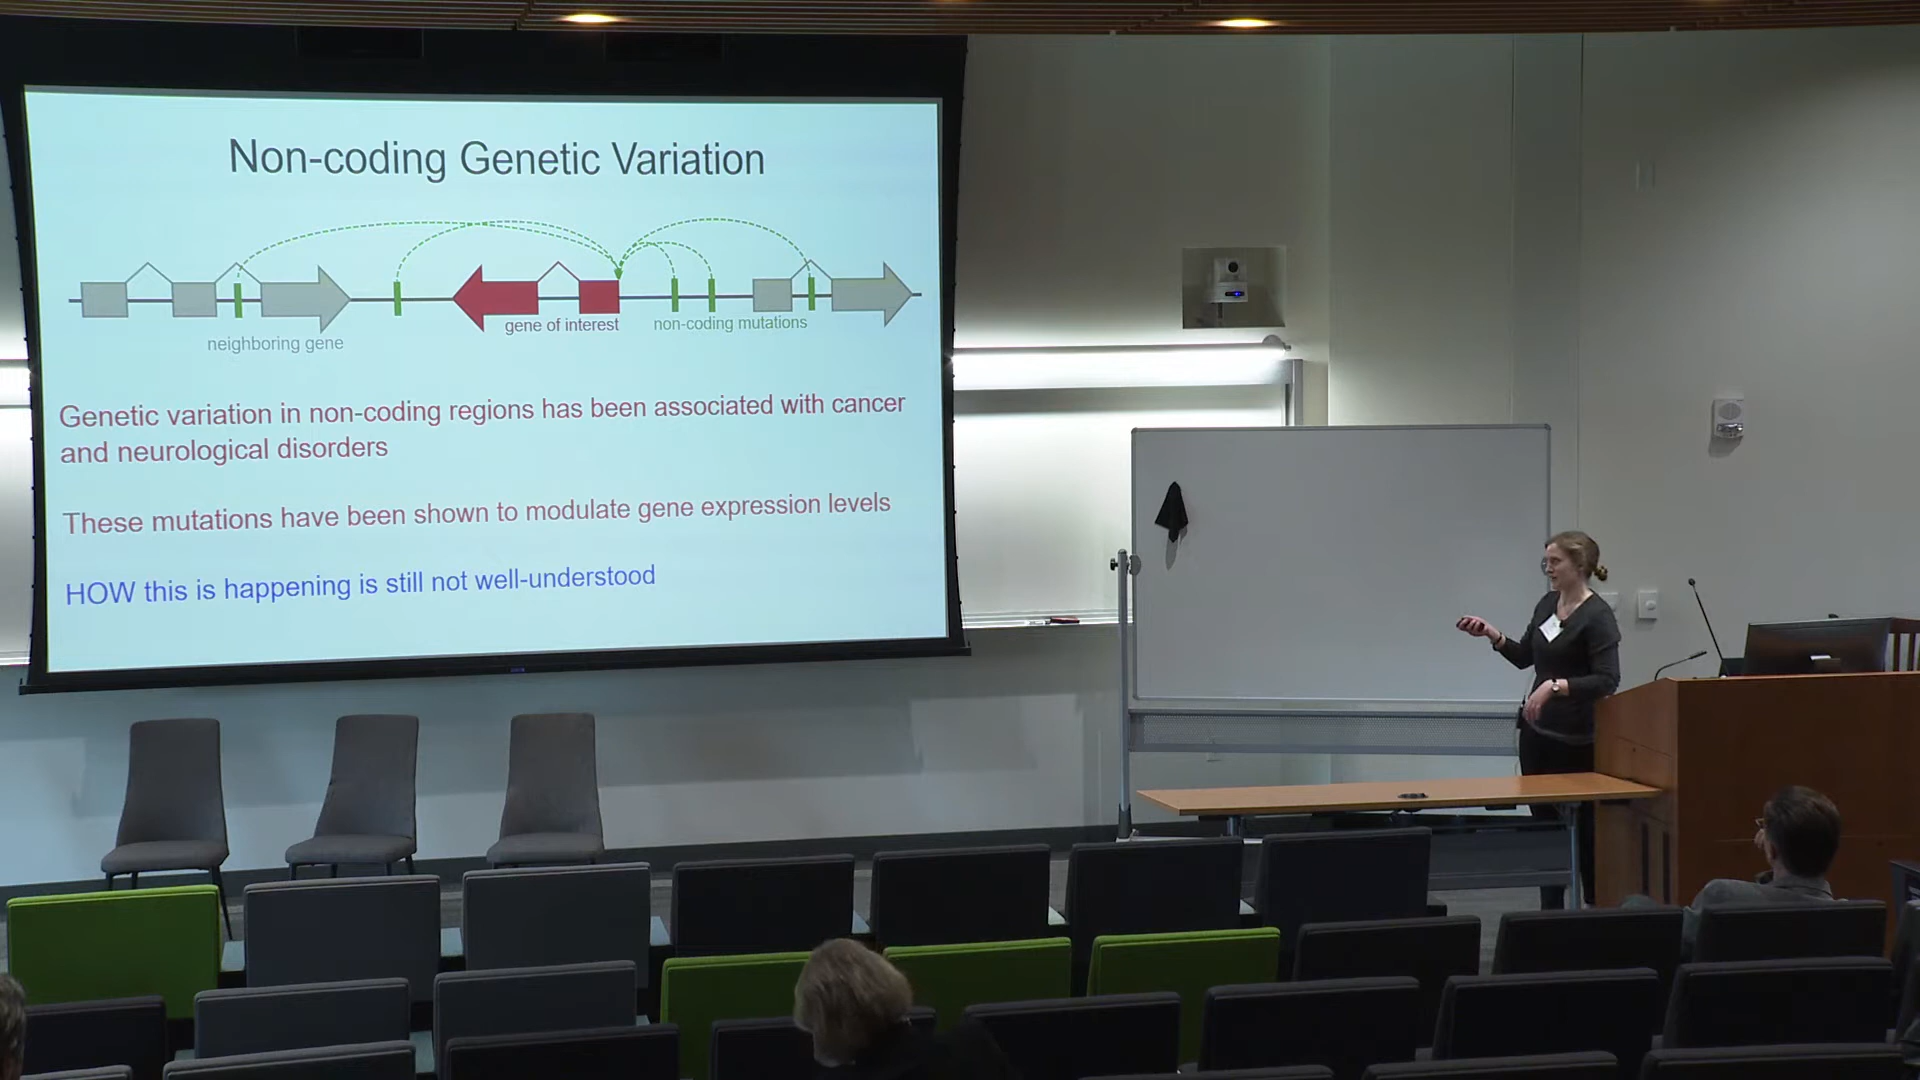 Non-coding Genetic Variation
neighboring gene
gene of interest
non-coding mutations
Genetic variation in non-coding regions has been associated with cancer
and neurological disorders
These mutations have been shown to modulate gene expression levels
HOW this is happening is still not well-understood